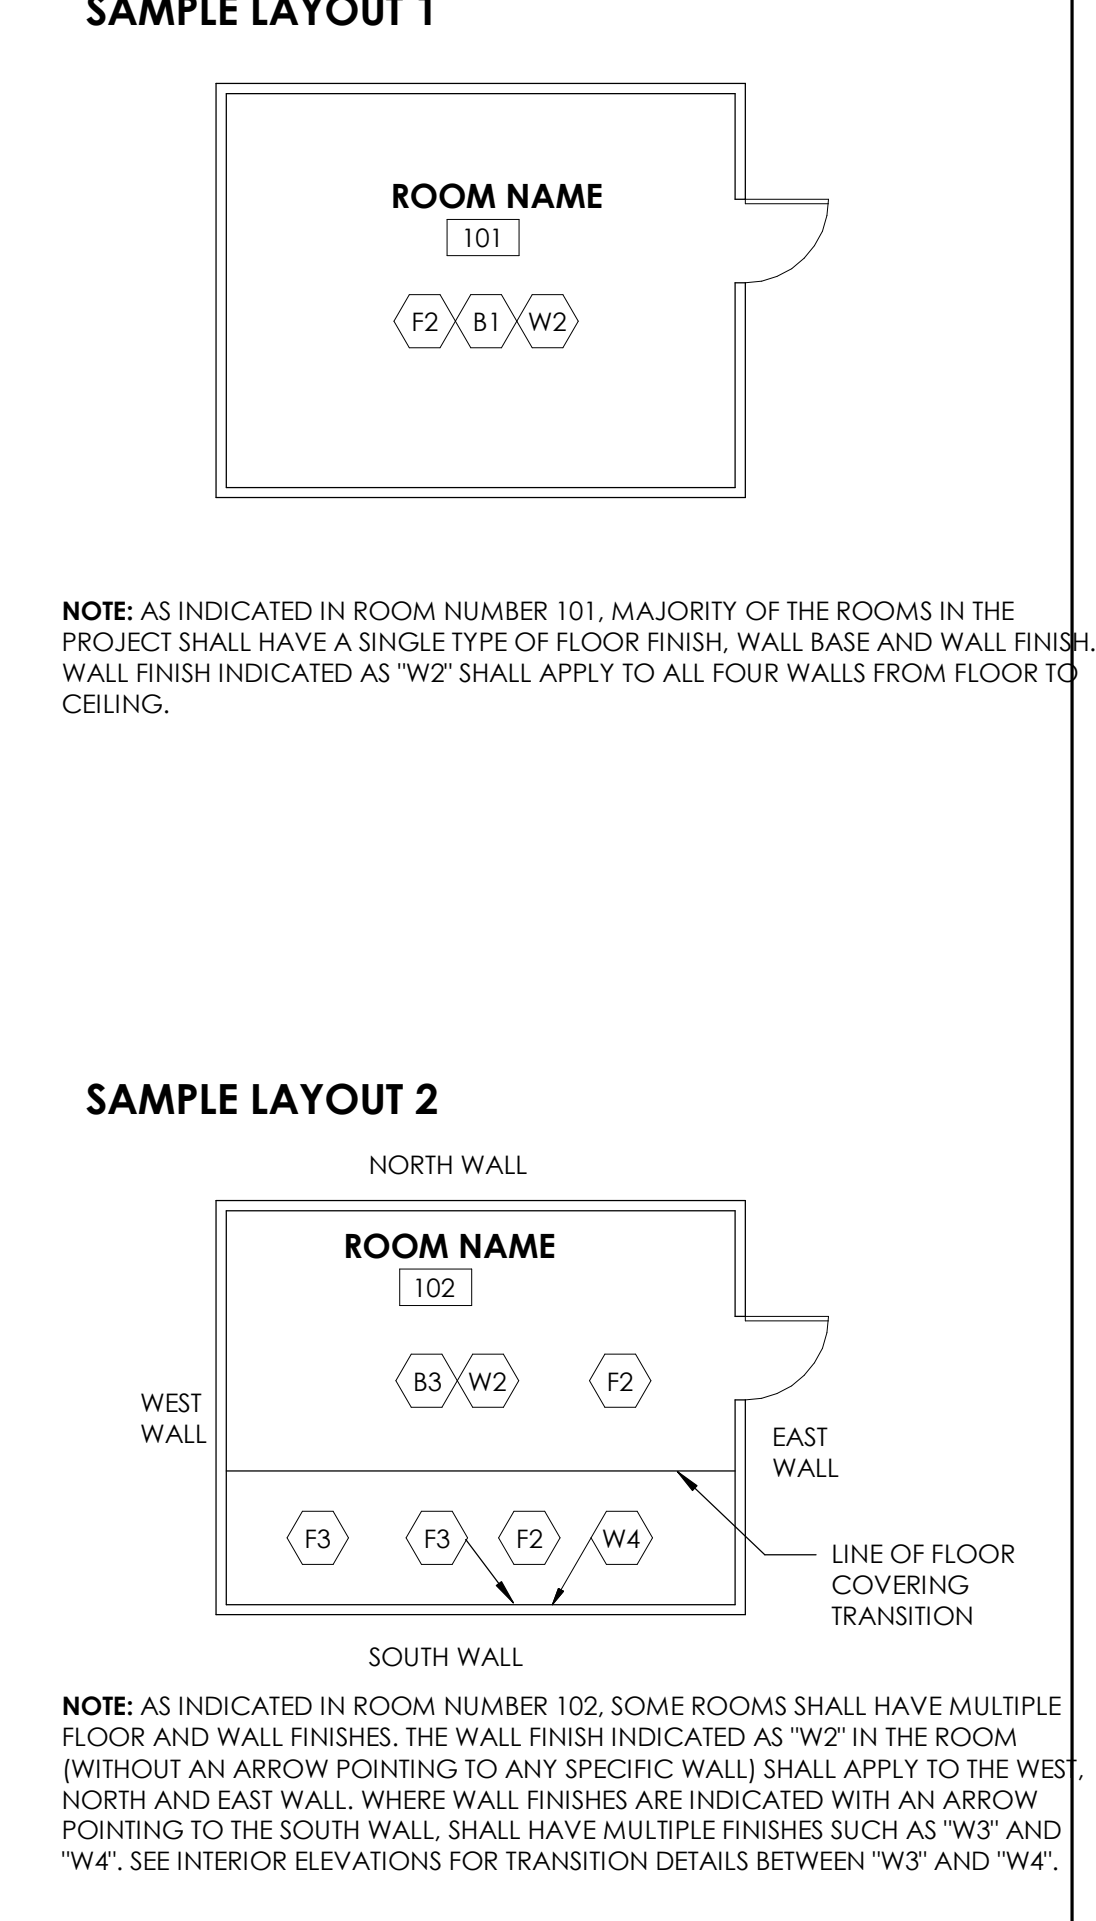 SAMPLE LAYOUT 1
ROOM NAME
101
F2 B1 W2
NOTE: AS INDICATED IN ROOM NUMBER 101, MAJORITY OF THE ROOMS IN THE
PROJECT SHALL HAVE A SINGLE TYPE OF FLOOR FINISH, WALL BASE AND WALL FINISH.
WALL FINISH INDICATED AS "W2" SHALL APPLY TO ALL FOUR WALLS FROM FLOOR TO
CEILING.
SAMPLE LAYOUT 2
NORTH WALL
ROOM NAME
102
B3 W2 F2
WEST
WALL
EAST
WALL
F3 F3 F2 W4
LINE OF FLOOR
COVERING
TRANSITION
SOUTH WALL
NOTE: AS INDICATED IN ROOM NUMBER 102, SOME ROOMS SHALL HAVE MULTIPLE
FLOOR AND WALL FINISHES. THE WALL FINISH INDICATED AS "W2" IN THE ROOM
(WITHOUT AN ARROW POINTING TO ANY SPECIFIC WALL) SHALL APPLY TO THE WEST,
NORTH AND EAST WALL. WHERE WALL FINISHES ARE INDICATED WITH AN ARROW
POINTING TO THE SOUTH WALL, SHALL HAVE MULTIPLE FINISHES SUCH AS "W3" AND
"W4". SEE INTERIOR ELEVATIONS FOR TRANSITION DETAILS BETWEEN "W3" AND "W4".